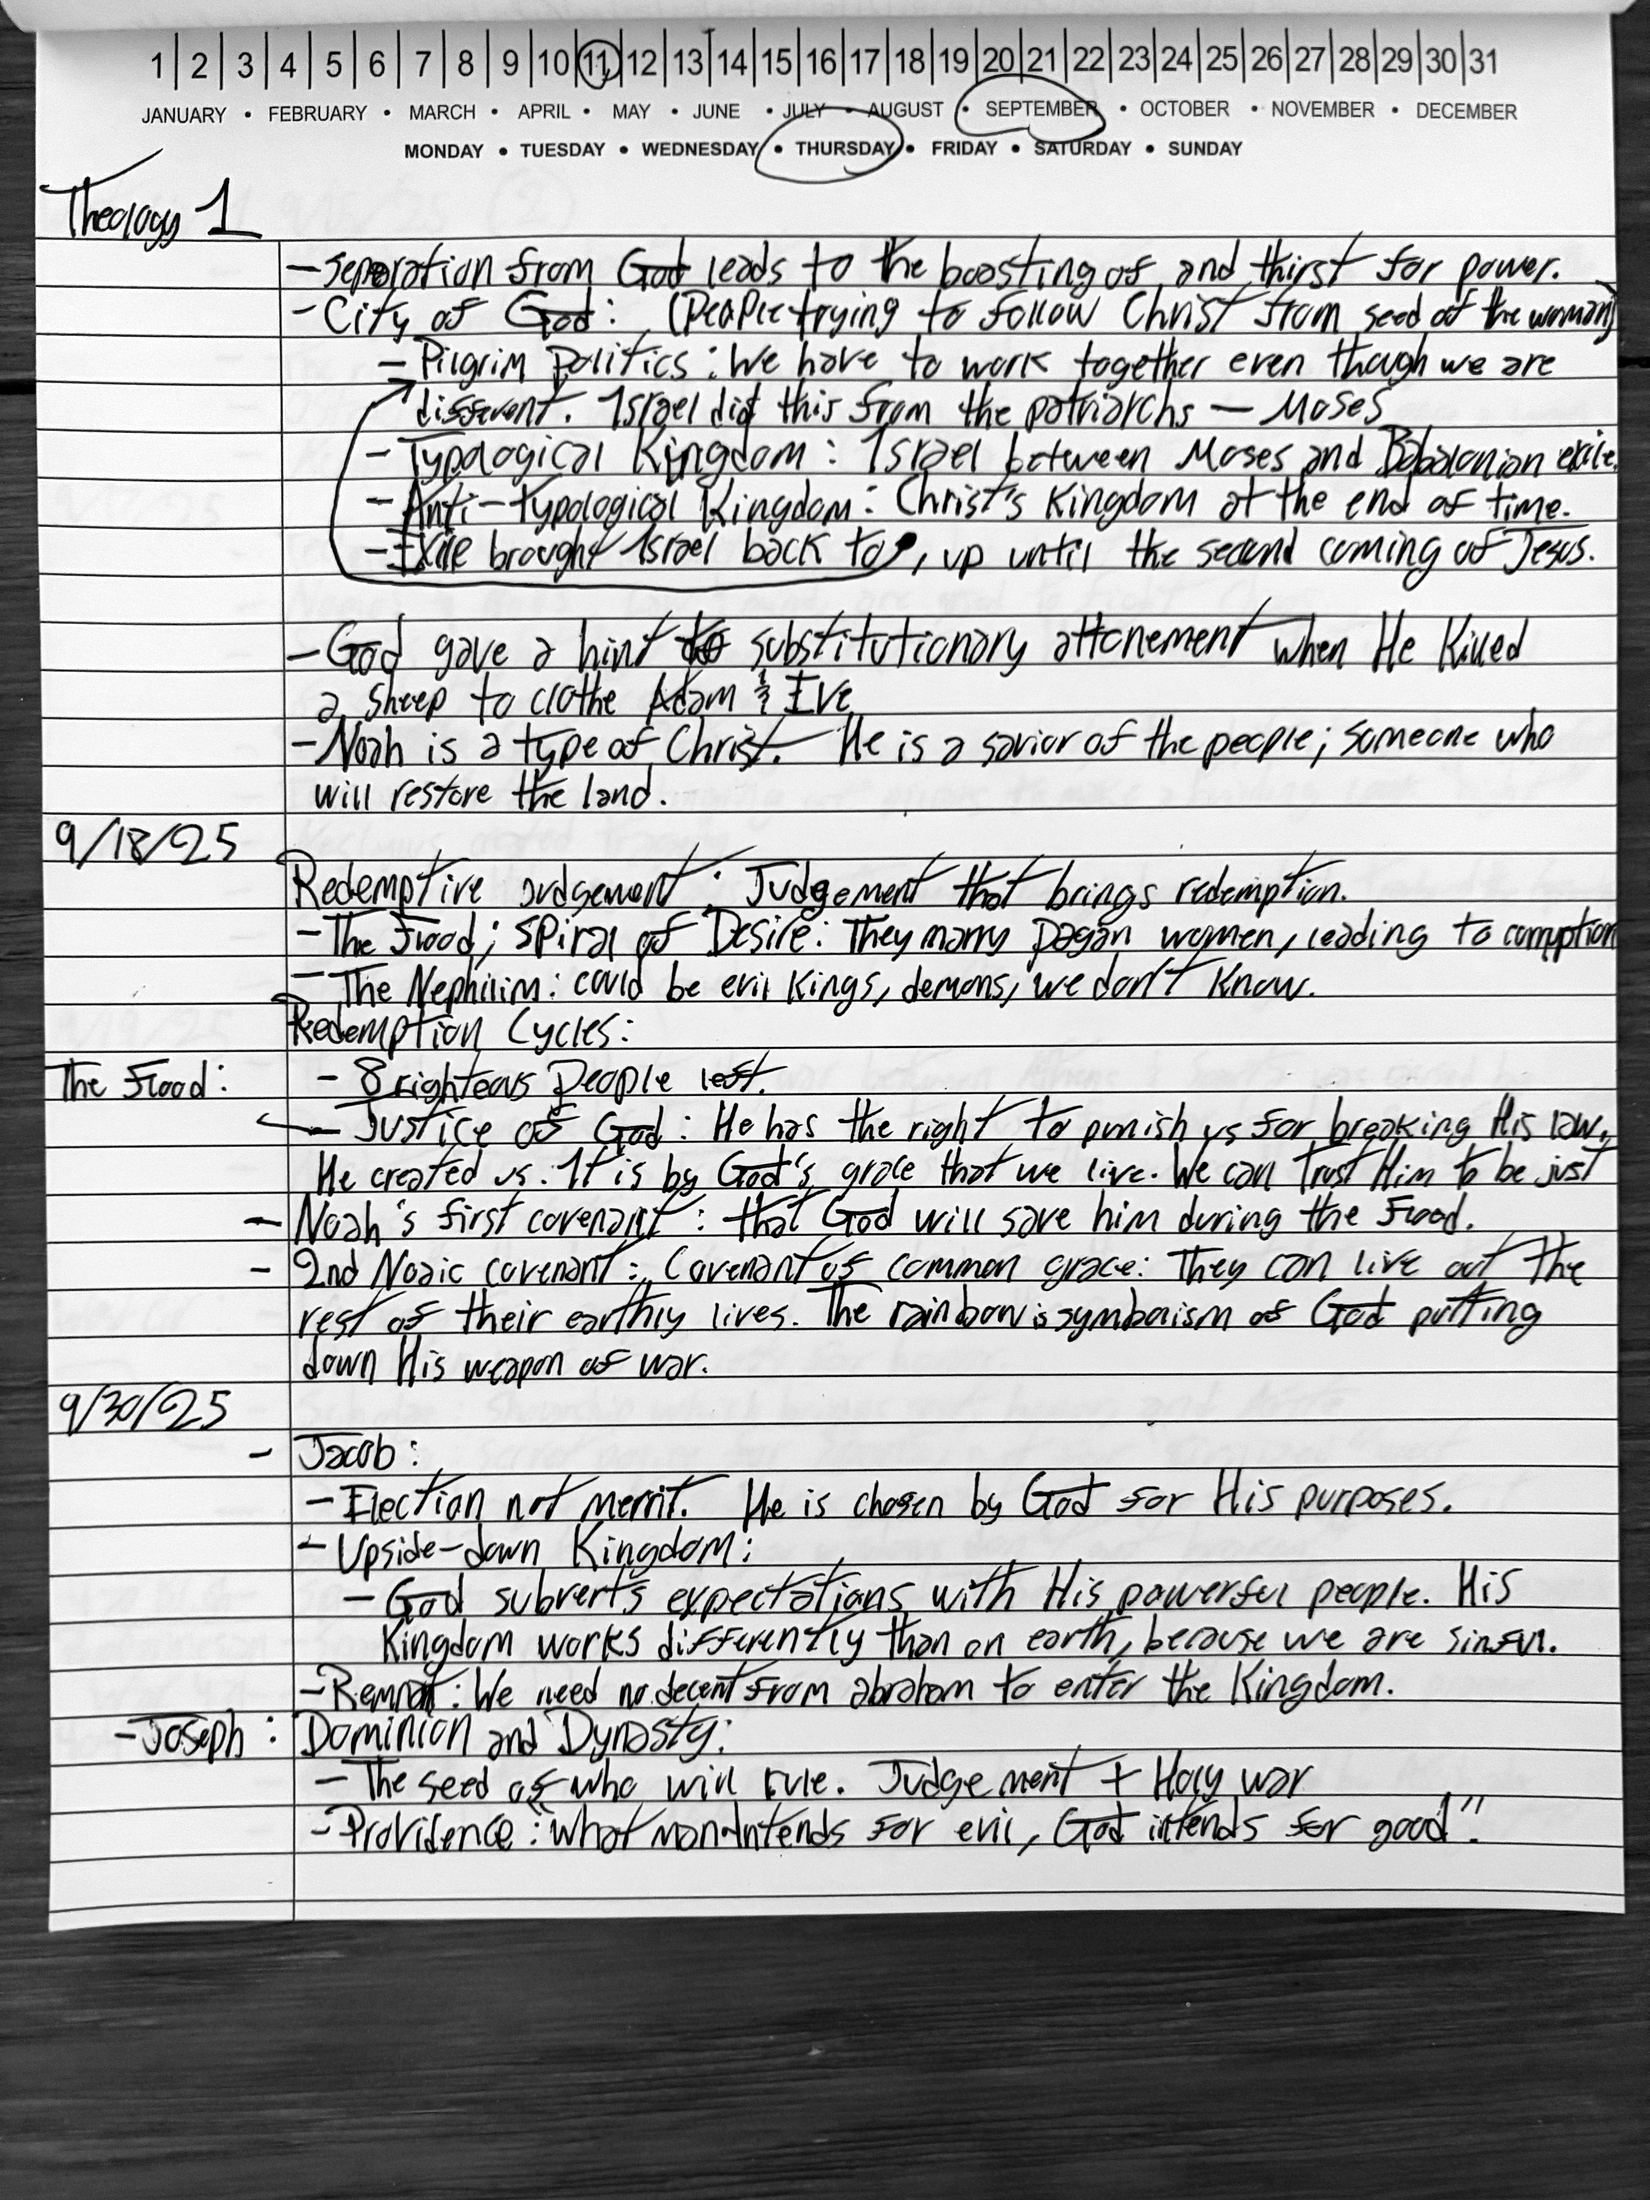 1 | 2 | 3 | 4 | 5 | 6 | 7 | 8 | 9 | 10 | 11 | 12 | 13 | 14 | 15 | 16 | 17 | 18 | 19 | 20 | 21 | 22 | 23 | 24 | 25 | 26 | 27 | 28 | 29 | 30 | 31
JANUARY • FEBRUARY • MARCH • APRIL • MAY • JUNE • JULY • AUGUST • SEPTEMBER • OCTOBER • NOVEMBER • DECEMBER
MONDAY • TUESDAY • WEDNESDAY • THURSDAY • FRIDAY • SATURDAY • SUNDAY
Theology 1
- Separation from God leads to the boasting of and thirst for power.
- City of God: (People trying to follow Christ from seed of the woman)
- Pilgrim Politics: We have to work together even though we are
different. Israel did this from the patriarchs - Moses
- Typological Kingdom: Israel between Moses and Babalonian exile.
- Anti-typological Kingdom: Christ's Kingdom at the end of time.
- Exile brought Israel back to , up until the second coming of Jesus.
- God gave a hint to substitutionary attonement when He killed
a sheep to clothe Adam & Eve
- Noah is a type of Christ. He is a savior of the people; someone who
will restore the land.
9/18/25
Redemptive Judgement: Judgement that brings redemption.
- The Flood; Spiral of Desire: They marry pagan women, leading to corruption
- The Nephilim: could be evil kings, demons, we don't know.
Redemption Cycles:
The Flood: - 8 righteous people left.
- Justice of God: He has the right to punish us for breaking His law.
He created us. It is by God's grace that we live. We can trust Him to be just
- Noah's first covenant: that God will save him during the flood.
- 2nd Noaic covenant: Covenant of common grace: They can live out the
rest of their earthly lives. The rainbow is symbolism of God putting
down His weapon of war.
9/30/25
- Jacob:
- Election not merrit. He is chosen by God for His purposes.
- Upside-down Kingdom:
- God subverts expectations with His powerful people. His
Kingdom works differently than on earth, because we are sinful.
- Remnat: We need no decent from abraham to enter the Kingdom.
- Joseph: Dominion and Dynasty:
- The seed of who will rule. Judgement + Holy war
- Providence: "What man intends for evil, God intends for good".